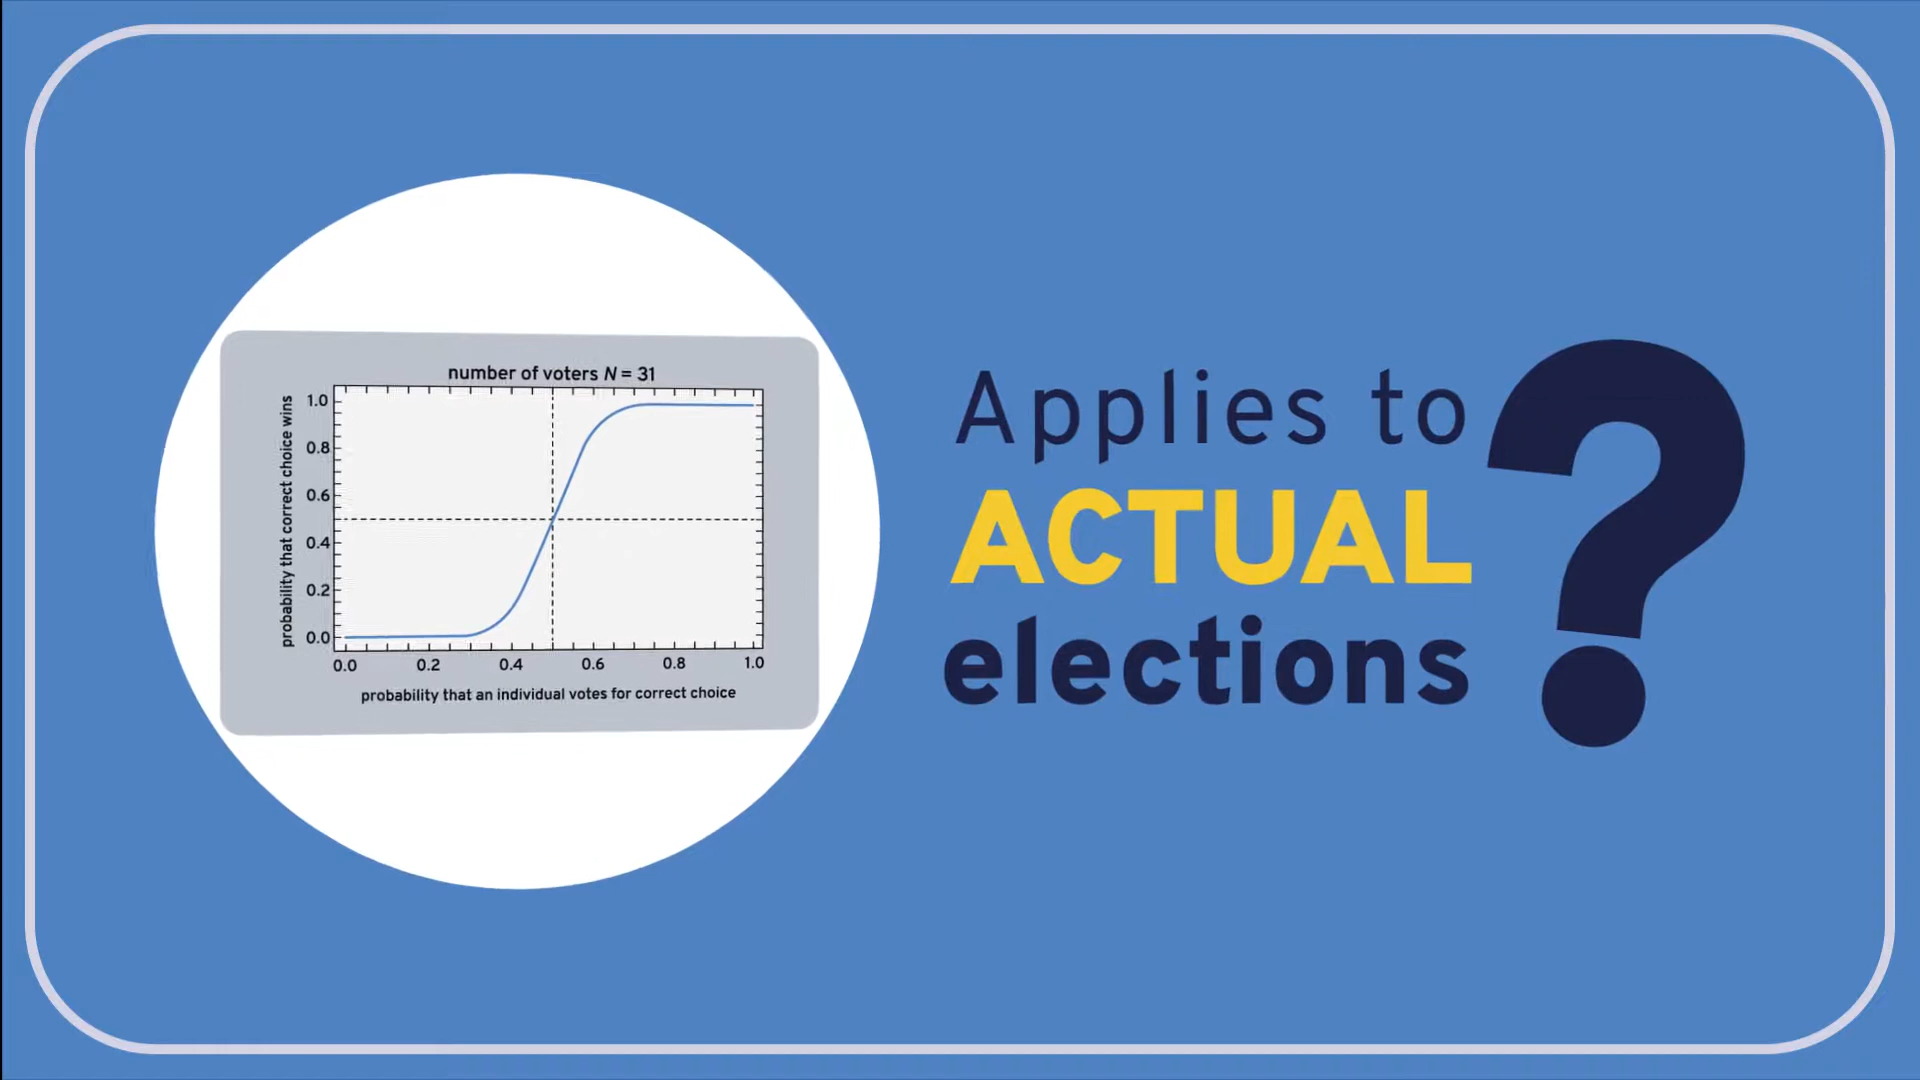 number of voters N = 31
probability that correct choice wins
1.0
0.8
0.6
0.4
0.2
0.0
0.0 0.2 0.4 0.6 0.8 1.0
probability that an individual votes for correct choice
Applies to
ACTUAL
elections
?